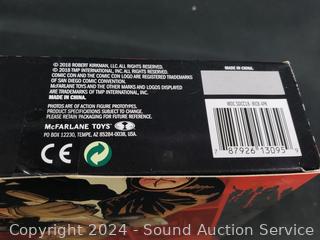 © 2018 ROBERT KIRKMAN, LLC. ALL RIGHTS RESERVED.
© 2018 TMP INTERNATIONAL, INC. ALL RIGHTS RESERVED.
COMIC CON AND THE COMIC CON LOGO ARE REGISTERED TRADEMARKS
OF SAN DIEGO COMIC CONVENTION.
McFARLANE TOYS AND THE OTHER MARKS AND LOGOS DISPLAYED
ARE TRADEMARKS OF TMP INTERNATIONAL, INC.
MADE IN CHINA.
PHOTOS ARE OF ACTION FIGURE PROTOTYPES.
PRODUCT SPECIFICATIONS SUBJECT TO CHANGE.
PLEASE RETAIN PACKAGING FOR FUTURE REFERENCE.
McFARLANE TOYS
PO BOX 12230, TEMPE, AZ 85284-0038, USA.
CE
MADE IN CHINA
7 87926 13095 9
Copyright © 2024 - Sound Auction Service